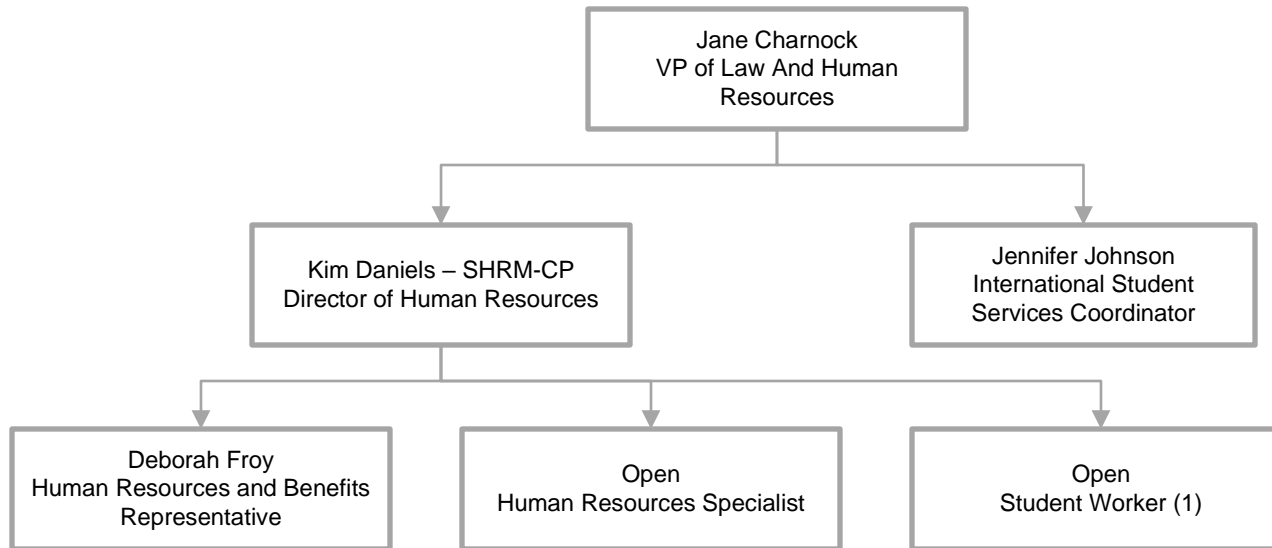 Jane Charnock
VP of Law And Human
Resources
Kim Daniels – SHRM-CP
Director of Human Resources
Jennifer Johnson
International Student
Services Coordinator
Deborah Froy
Human Resources and Benefits
Representative
Open
Human Resources Specialist
Open
Student Worker (1)